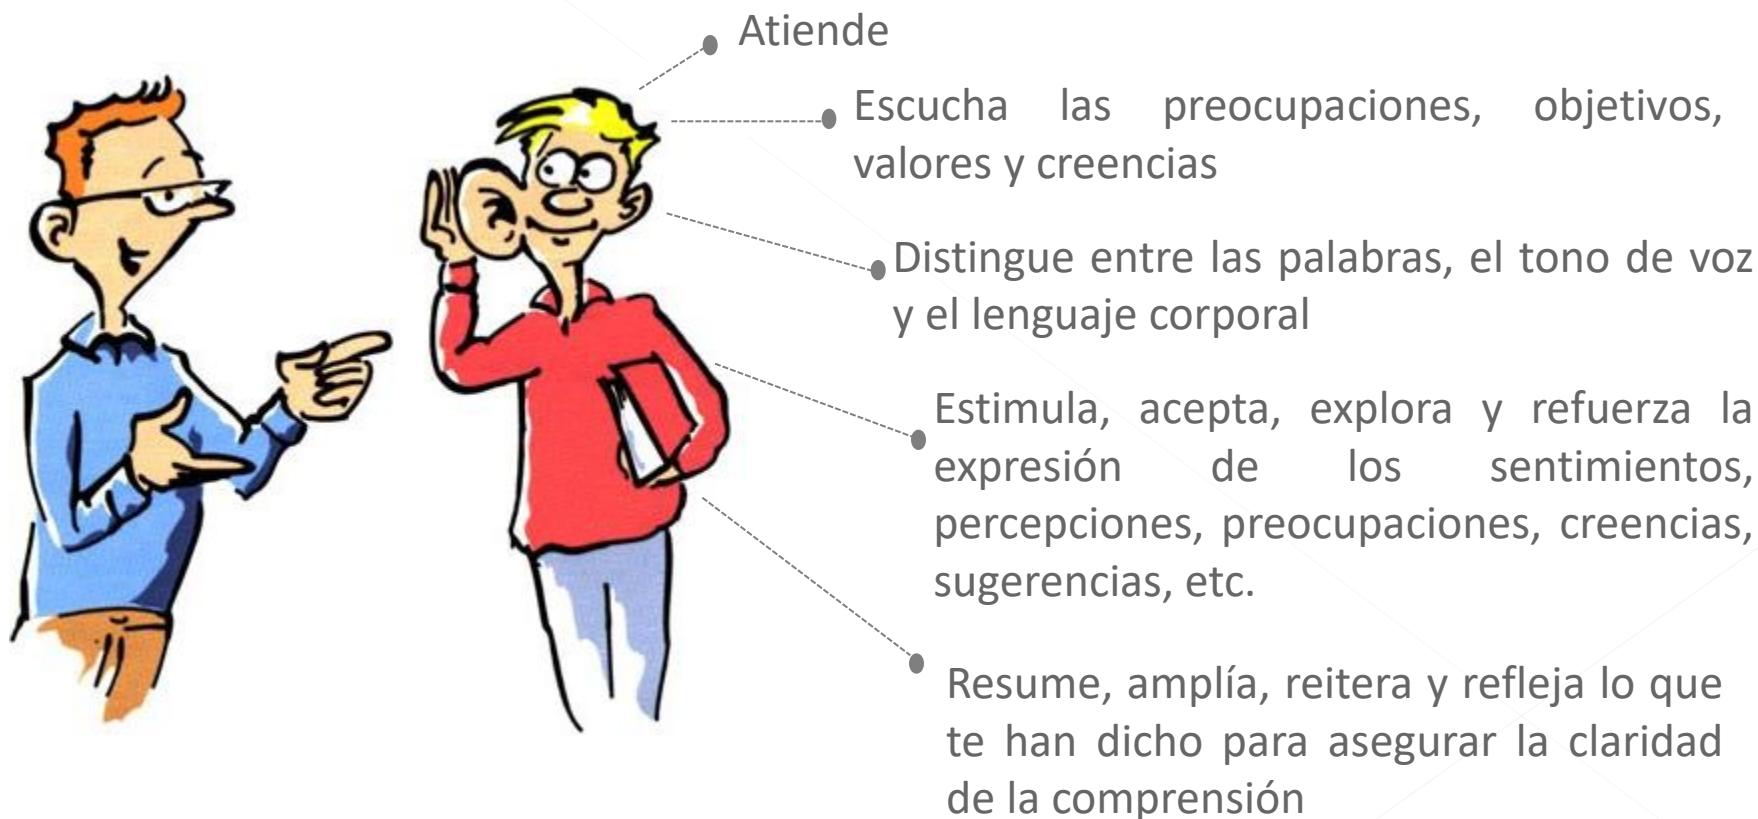 Atiende
Escucha las preocupaciones, objetivos,
valores y creencias
Distingue entre las palabras, el tono de voz
y el lenguaje corporal
Estimula, acepta, explora y refuerza la
expresión de los sentimientos,
percepciones, preocupaciones, creencias,
sugerencias, etc.
Resume, amplía, reitera y refleja lo que
te han dicho para asegurar la claridad
de la comprensión